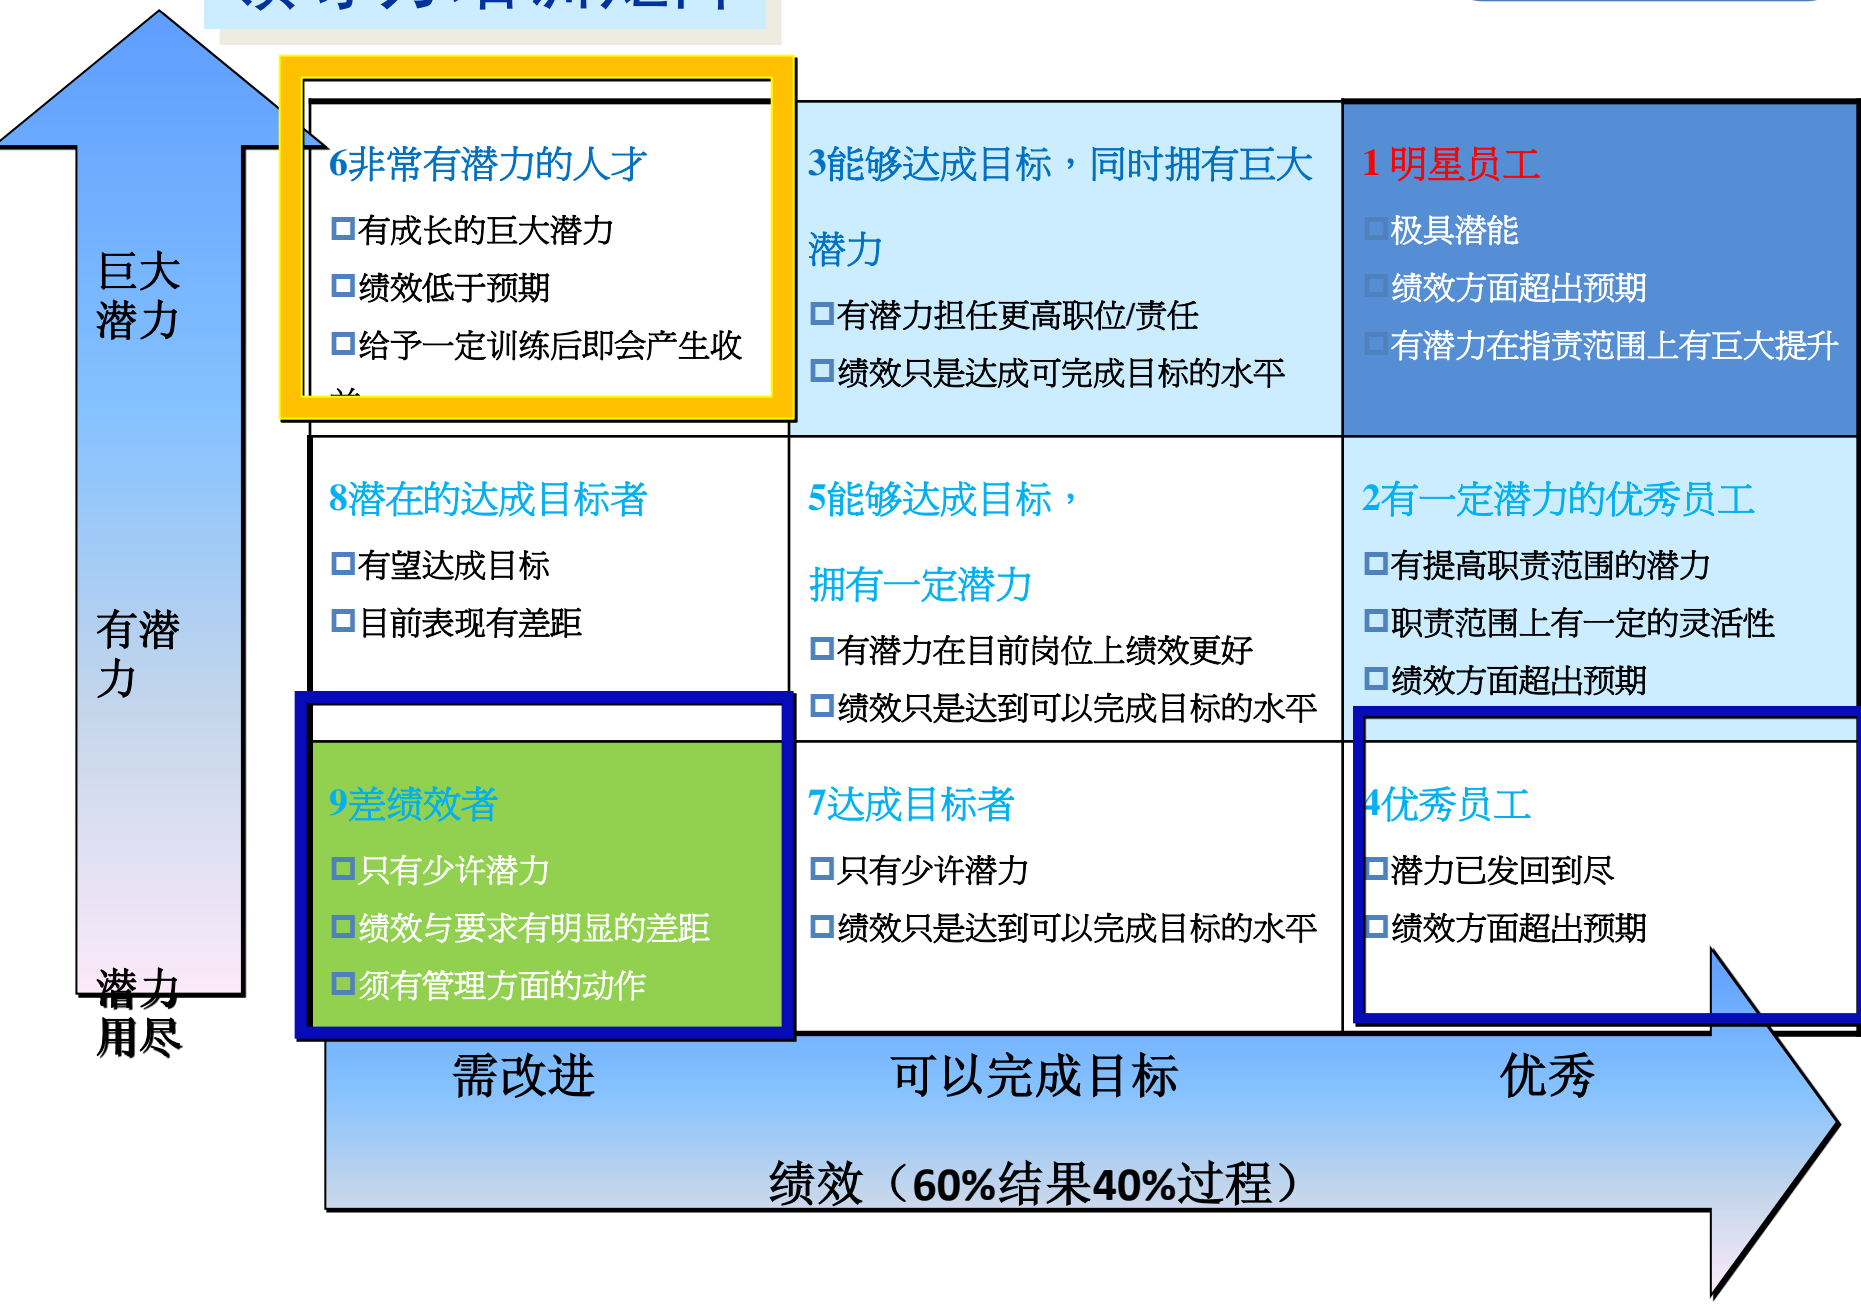 巨大
潜力
有潜
力
潜力
用尽
6非常有潜力的人才
有成长的巨大潜力
绩效低于预期
给予一定训练后即会产生收
3能够达成目标，同时拥有巨大
潜力
有潜力担任更高职位/责任
绩效只是达成可完成目标的水平
1 明星员工
极具潜能
绩效方面超出预期
有潜力在指责范围上有巨大提升
8潜在的达成目标者
有望达成目标
目前表现有差距
5能够达成目标，
拥有一定潜力
有潜力在目前岗位上绩效更好
绩效只是达到可以完成目标的水平
2有一定潜力的优秀员工
有提高职责范围的潜力
职责范围上有一定的灵活性
绩效方面超出预期
9差绩效者
只有少许潜力
绩效与要求有明显的差距
须有管理方面的动作
7达成目标者
只有少许潜力
绩效只是达到可以完成目标的水平
4优秀员工
潜力已发回到尽
绩效方面超出预期
需改进
可以完成目标
优秀
绩效（60%结果40%过程）